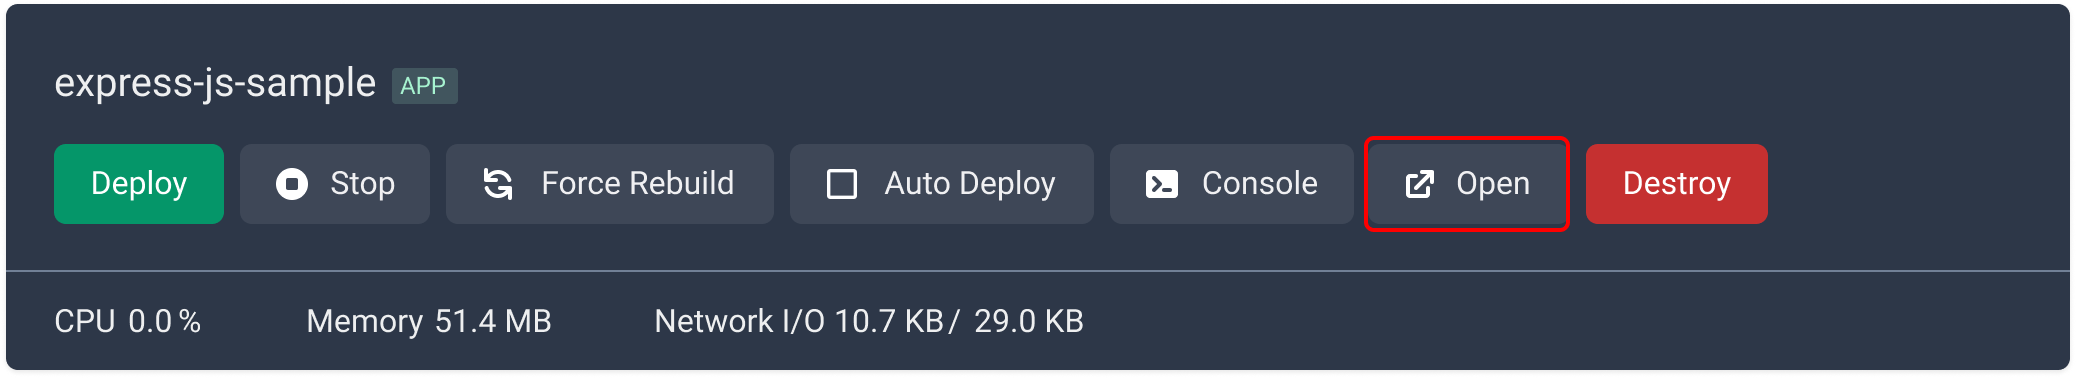 express-js-sample APP
Deploy Stop Force Rebuild Auto Deploy Console Open Destroy
CPU 0.0 % Memory 51.4 MB Network I/O 10.7 KB / 29.0 KB